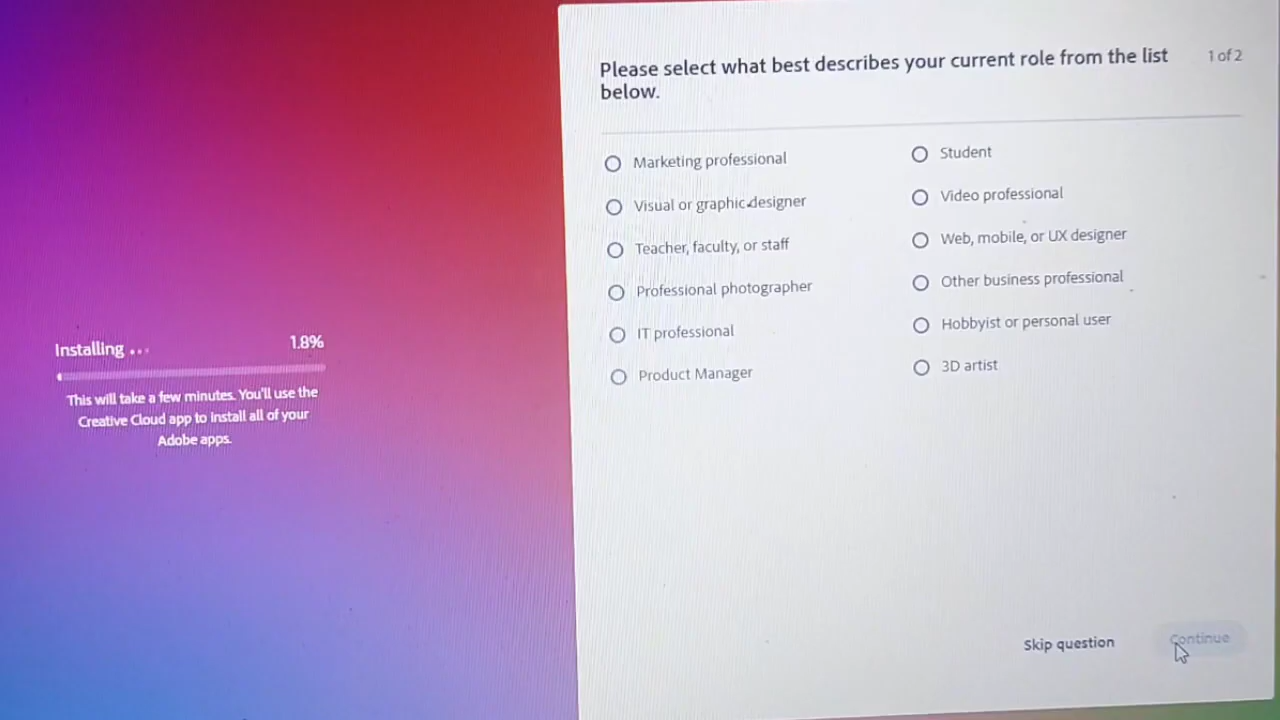 Installing ...
1.8%
This will take a few minutes. You'll use the
Creative Cloud app to install all of your
Adobe apps.
Please select what best describes your current role from the list
below.
1 of 2
Marketing professional
Visual or graphic designer
Teacher, faculty, or staff
Professional photographer
IT professional
Product Manager
Student
Video professional
Web, mobile, or UX designer
Other business professional
Hobbyist or personal user
3D artist
Skip question
Continue